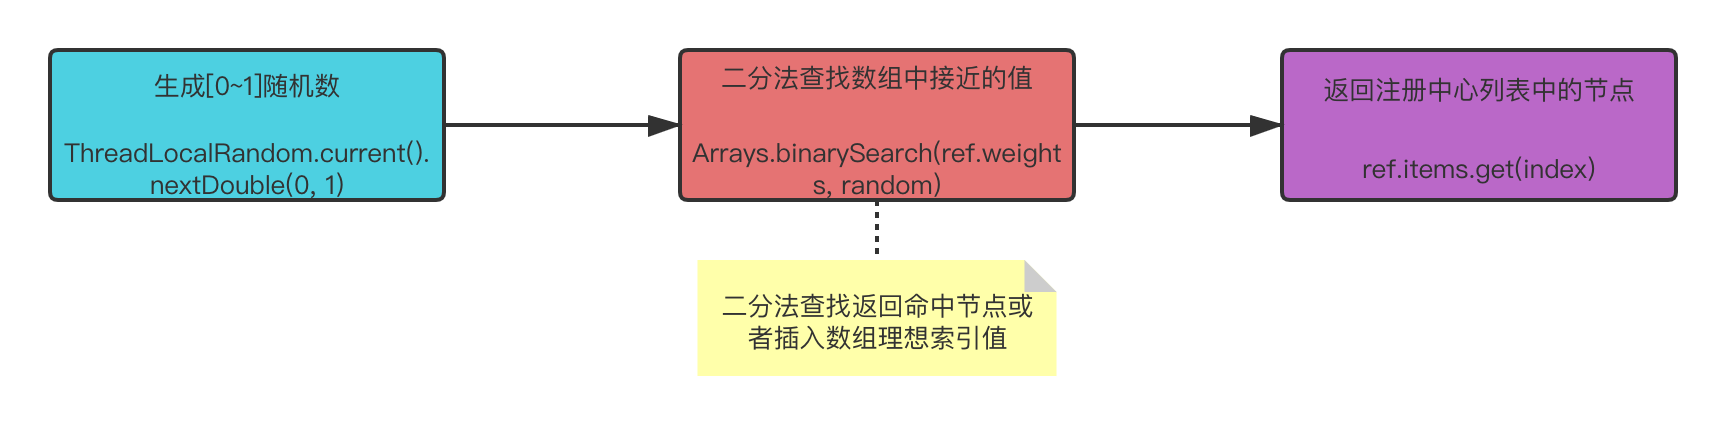 生成[0~1]随机数
ThreadLocalRandom.current().
nextDouble(0, 1)
二分法查找数组中接近的值
Arrays.binarySearch(ref.weight
s, random)
返回注册中心列表中的节点
ref.items.get(index)
二分法查找返回命中节点或
者插入数组理想索引值